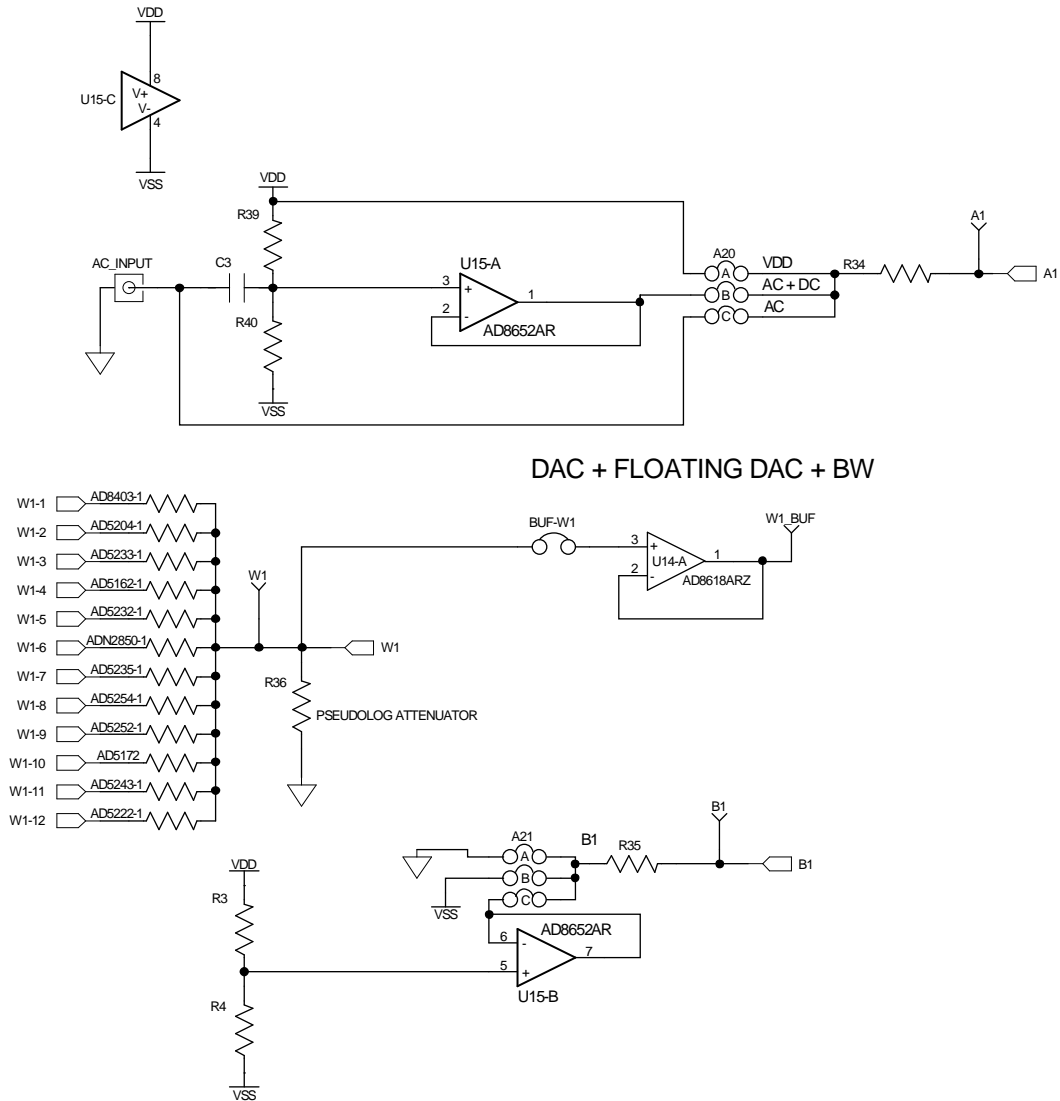 VDD
8
U15-C
V+
V-
4
VSS
VDD
R39
A1
A20
VDD
R34
AC_INPUT
C3
U15-A
A
A1
3
+
1
B
AC + DC
2
-
AC
R40
AD8652AR
C
VSS
DAC + FLOATING DAC + BW
W1-1
AD8403-1
W1-2
AD5204-1
W1-3
AD5233-1
W1-4
AD5162-1
W1-5
AD5232-1
W1-6
ADN2850-1
W1-7
AD5235-1
W1-8
AD5254-1
W1-9
AD5252-1
W1-10
AD5172
W1-11
AD5243-1
W1-12
AD5222-1
W1
R36
PSEUDOLOG ATTENUATOR
W1
BUF-W1
3
+
U14-A
1
2
-
AD8618ARZ
W1_BUF
A21
B1
R35
B1
A
B1
B
VSS
C
VDD
R3
AD8652AR
6
-
7
5
+
U15-B
R4
VSS